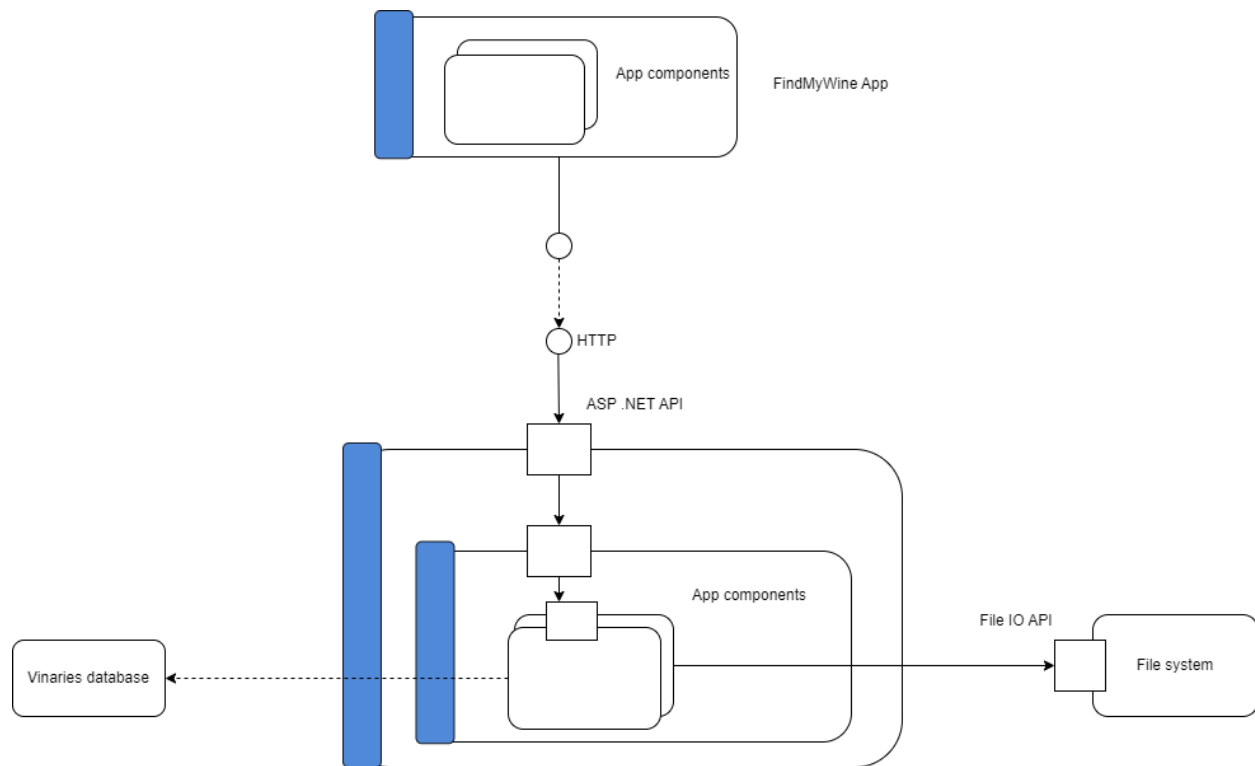 App components
FindMyWine App
HTTP
ASP .NET API
App components
File IO API
Vinaries database
File system